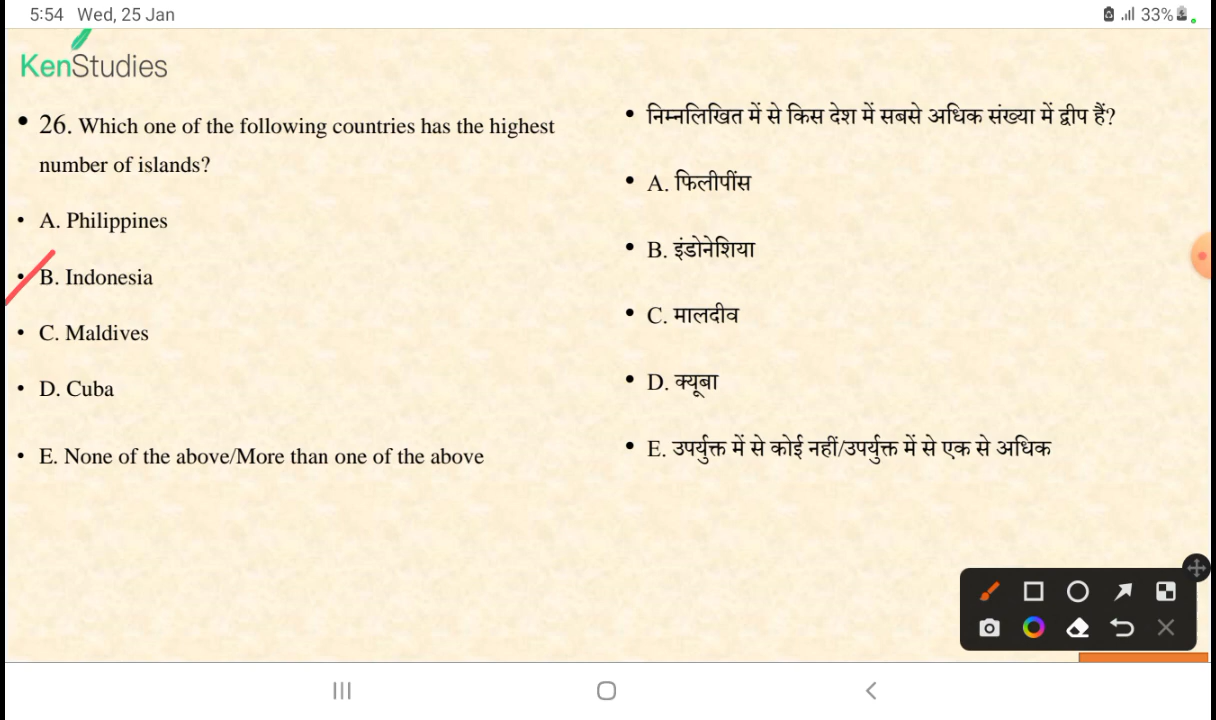 5:54 Wed, 25 Jan
33%
KenStudies
• 26. Which one of the following countries has the highest
number of islands?
• A. Philippines
• B. Indonesia
• C. Maldives
• D. Cuba
• E. None of the above/More than one of the above
• निम्नलिखित में से किस देश में सबसे अधिक संख्या में द्वीप हैं?
• A. फिलीपींस
• B. इंडोनेशिया
• C. मालदीव
• D. क्यूबा
• E. उपर्युक्त में से कोई नहीं/उपर्युक्त में से एक से अधिक